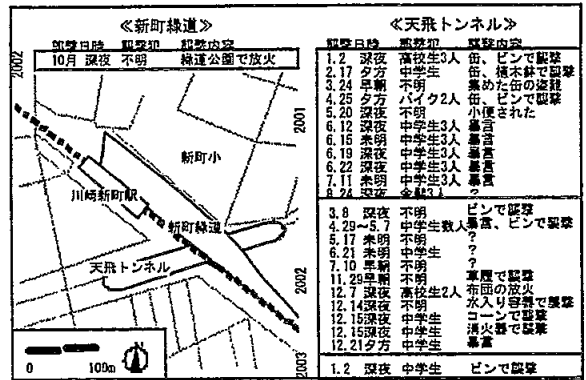 ≪新町緑道≫
襲撃日時 襲撃犯 襲撃内容
10月 深夜 不明 緑道公園で放火
2002
2001
新町小
川崎新町駅
新町緑道
天飛トンネル
2002
2003
0 100m
≪天飛トンネル≫
襲撃日時 襲撃犯 襲撃内容
1.2 深夜 高校生3人 缶、ビンで襲撃
2.17 夕方 中学生 缶、植木鉢で襲撃
3.24 早朝 不明 集めた缶の盗難
4.25 夕方 バイク2人 缶、ビンで襲撃
5.20 深夜 不明 小便された
6.12 深夜 中学生3人 暴言
6.15 未明 中学生3人 暴言
6.19 深夜 中学生3人 暴言
6.22 深夜 中学生3人 暴言
7.11 未明 中学生3人 暴言
8.24 深夜 金髪3人 ?
3.8 深夜 不明 ビンで襲撃
4.29～5.7 中学生数人 暴言、ビンで襲撃
5.17 未明 不明 ?
6.21 未明 中学生 ?
7.10 早朝 不明 ?
11.29 早朝 不明 草履で襲撃
12.7 深夜 高校生2人 布団の放火
12.14 深夜 不明 水入り容器で襲撃
12.15 深夜 中学生 コーンで襲撃
12.15 深夜 中学生 消火器で襲撃
12.21 夕方 中学生 暴言
1.2 深夜 中学生 ビンで襲撃